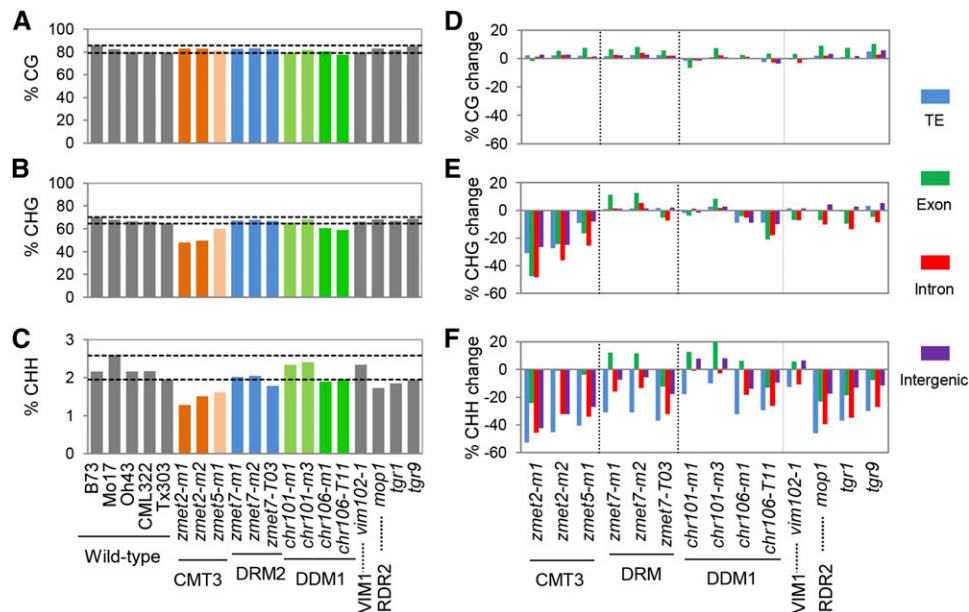 A
% CG
100
80
60
40
20
0
B
% CHG
100
80
60
40
20
0
C
% CHH
3
2
1
0
B73
Mo17
Oh43
CML322
Tx303
zmet2-m1
zmet2-m2
zmet5-m1
zmet7-m1
zmet7-m2
zmet7-T03
chr101-m1
chr101-m3
chr106-m1
chr106-T11
vim102-1
mop1
tgr1
tgr9
Wild-type
CMT3
DRM2
DDM1
VIM1
RDR2
D
% CG change
20
0
-20
-40
-60
E
% CHG change
20
0
-20
-40
-60
F
% CHH change
20
0
-20
-40
-60
zmet2-m1
zmet2-m2
zmet5-m1
zmet7-m1
zmet7-m2
zmet7-T03
chr101-m1
chr101-m3
chr106-m1
chr106-T11
vim102-1
mop1
tgr1
tgr9
CMT3
DRM
DDM1
VIM1
RDR2
TE
Exon
Intron
Intergenic